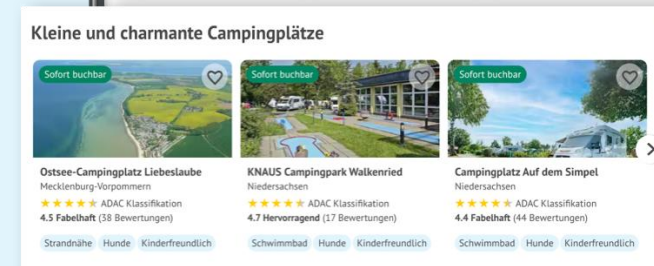 Kleine und charmante Campingplätze
Sofort buchbar
Sofort buchbar
Sofort buchbar
Ostsee-Campingplatz Liebeslaube
Mecklenburg-Vorpommern
ADAC Klassifikation
4.5 Fabelhaft (38 Bewertungen)
Strandnähe Hunde Kinderfreundlich
KNAUS Campingpark Walkenried
Niedersachsen
ADAC Klassifikation
4.7 Hervorragend (17 Bewertungen)
Schwimmbad Hunde Kinderfreundlich
Campingplatz Auf dem Simpel
Niedersachsen
ADAC Klassifikation
4.4 Fabelhaft (44 Bewertungen)
Schwimmbad Hunde Kinderfreundlich